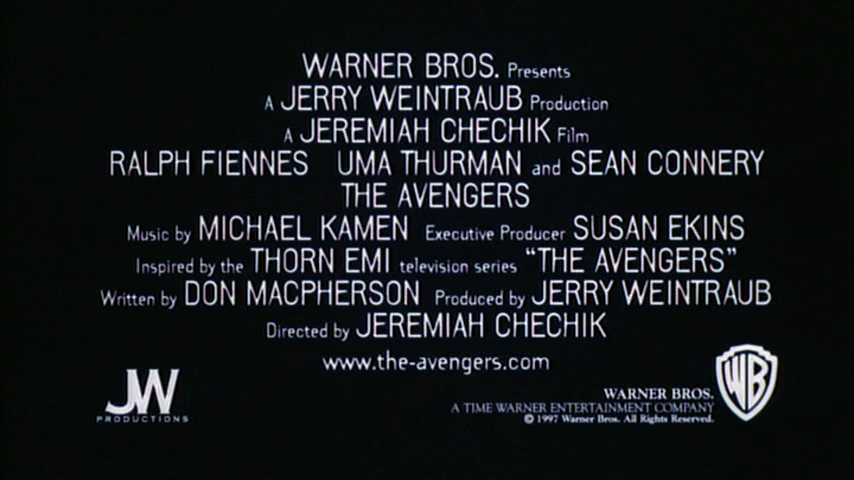 WARNER BROS. Presents
A JERRY WEINTRAUB Production
A JEREMIAH CHECHIK Film
RALPH FIENNES UMA THURMAN and SEAN CONNERY
THE AVENGERS
Music by MICHAEL KAMEN Executive Producer SUSAN EKINS
Inspired by the THORN EMI television series "THE AVENGERS"
Written by DON MACPHERSON Produced by JERRY WEINTRAUB
Directed by JEREMIAH CHECHIK
www.the-avengers.com
JW
PRODUCTIONS
WB
WARNER BROS.
A TIME WARNER ENTERTAINMENT COMPANY
© 1997 Warner Bros. All Rights Reserved.